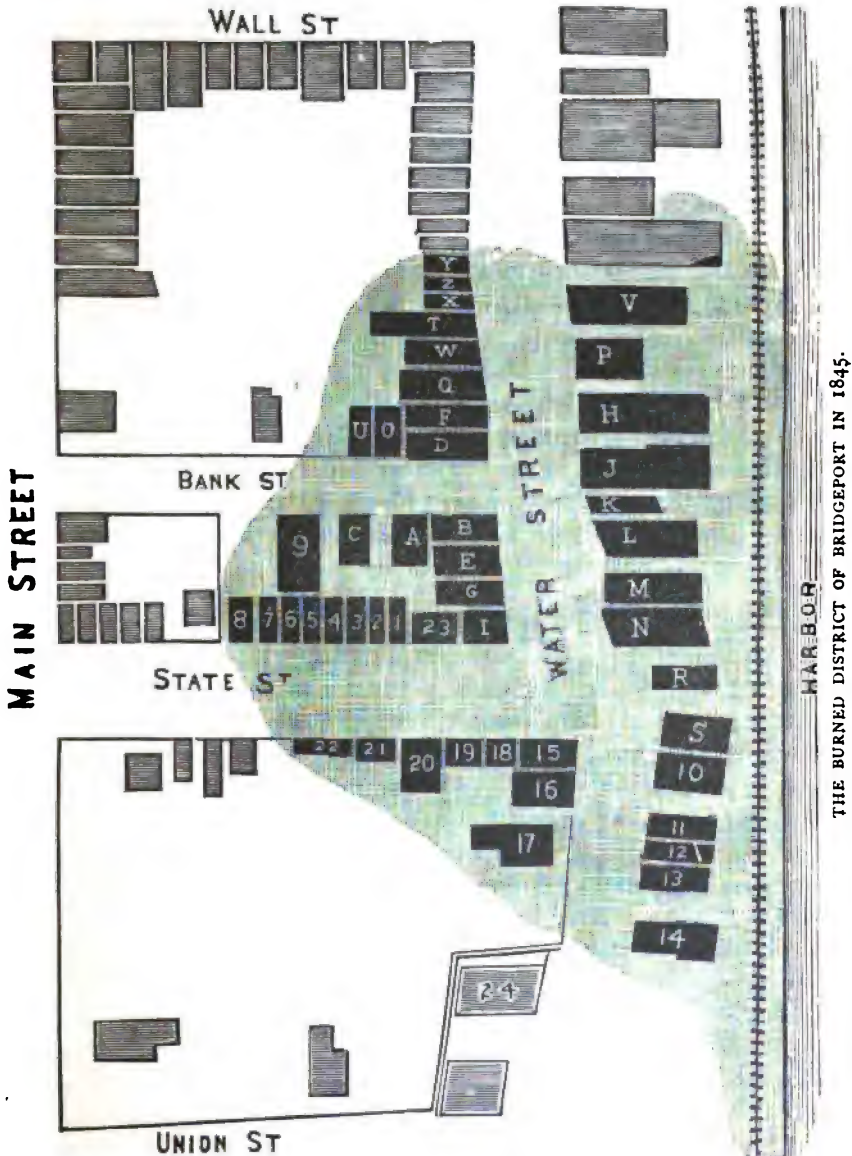 WALL ST
Y
Z
X
T
W
Q
F
D
U O
V
P
H
J
K
L
M
N
R
S
10
11
12
13
14
BANK ST
MAIN STREET
WATER STREET
9 C A B
E
G
8 7 6 5 4 3 2 1 23 I
STATE ST
22 21 20 19 18 15
16
17
24
UNION ST
HARBOR
THE BURNED DISTRICT OF BRIDGEPORT IN 1845.